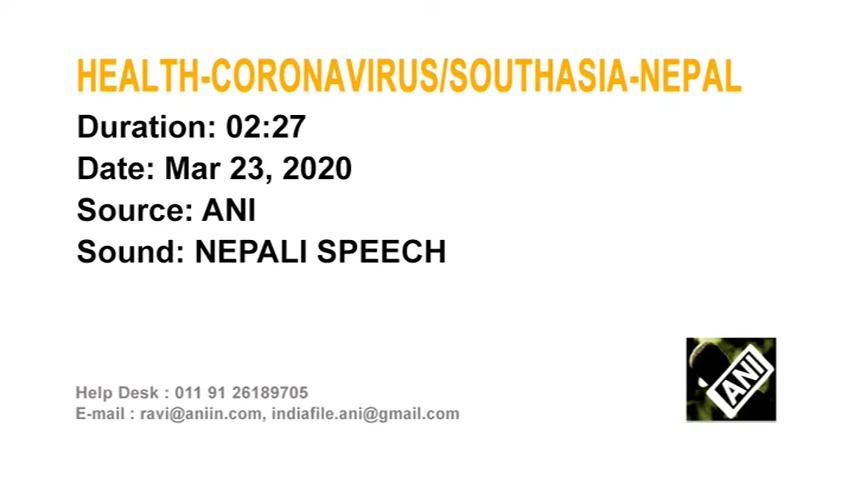 HEALTH-CORONAVIRUS/SOUTHASIA-NEPAL
Duration: 02:27
Date: Mar 23, 2020
Source: ANI
Sound: NEPALI SPEECH
Help Desk : 011 91 26189705
E-mail : ravi@aniin.com, indiafile.ani@gmail.com
ANI